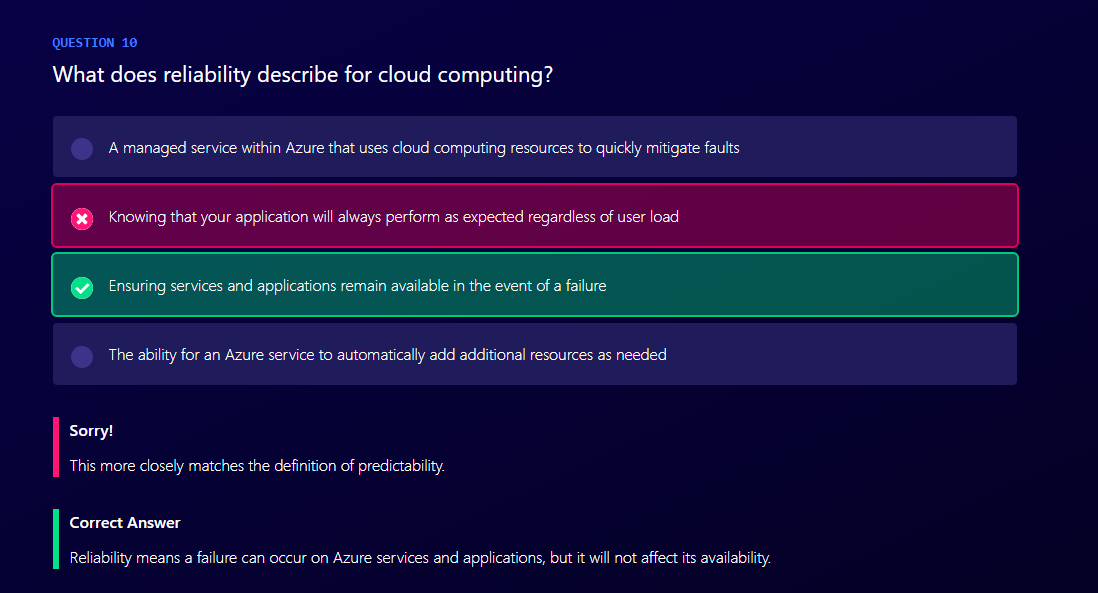 QUESTION 10
What does reliability describe for cloud computing?
A managed service within Azure that uses cloud computing resources to quickly mitigate faults
Knowing that your application will always perform as expected regardless of user load
Ensuring services and applications remain available in the event of a failure
The ability for an Azure service to automatically add additional resources as needed
Sorry!
This more closely matches the definition of predictability.
Correct Answer
Reliability means a failure can occur on Azure services and applications, but it will not affect its availability.